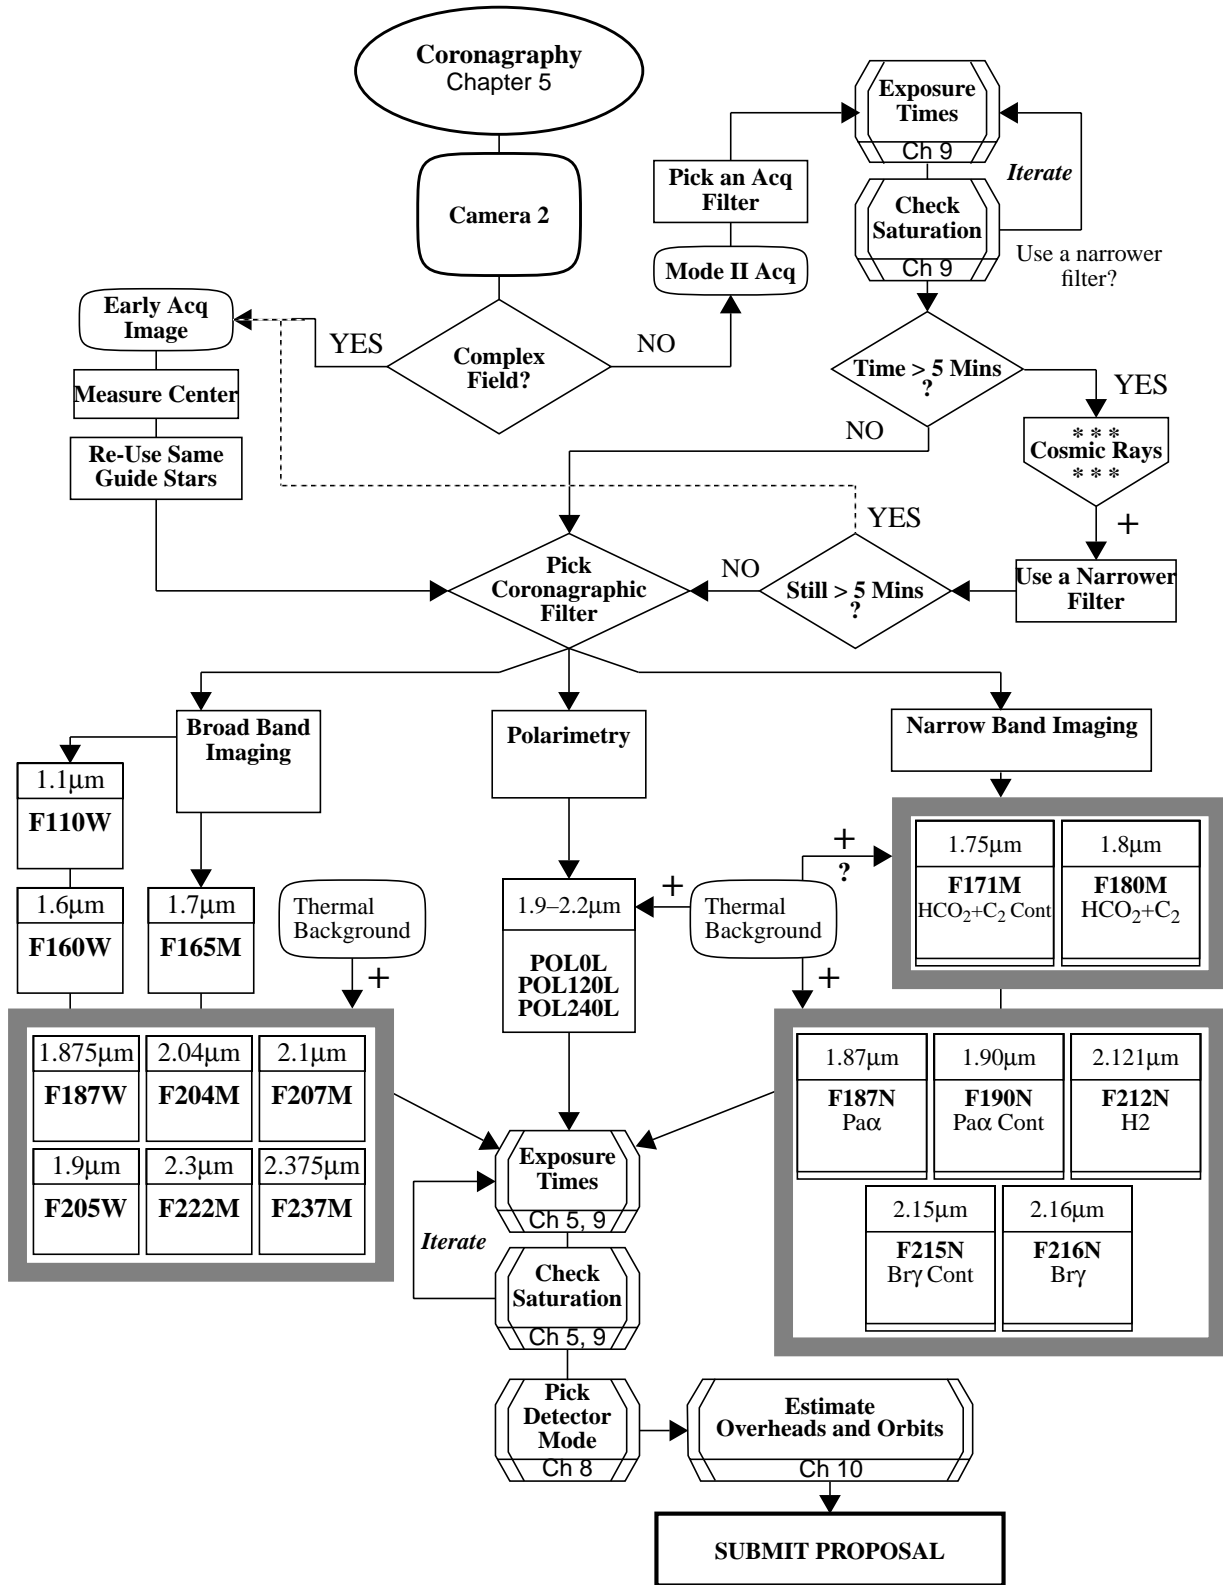 Coronagraphy
Chapter 5
Camera 2
Complex
Field?
YES
NO
Early Acq
Image
Measure Center
Re-Use Same
Guide Stars
Mode II Acq
Pick an Acq
Filter
Exposure
Times
Ch 9
Iterate
Check
Saturation
Ch 9
Use a narrower
filter?
Time > 5 Mins
?
YES
NO
* * *
Cosmic Rays
* * *
+
Use a Narrower
Filter
Still > 5 Mins
?
YES
NO
Pick
Coronagraphic
Filter
Broad Band
Imaging
Polarimetry
Narrow Band Imaging
1.1μm
F110W
1.6μm
F160W
1.7μm
F165M
Thermal
Background
+
1.9–2.2μm
POL0L
POL120L
POL240L
+
Thermal
Background
+
?
+
1.75μm
F171M
HCO2+C2 Cont
1.8μm
F180M
HCO2+C2
1.875μm
F187W
2.04μm
F204M
2.1μm
F207M
1.9μm
F205W
2.3μm
F222M
2.375μm
F237M
1.87μm
F187N
Paα
1.90μm
F190N
Paα Cont
2.121μm
F212N
H2
2.15μm
F215N
Brγ Cont
2.16μm
F216N
Brγ
Exposure
Times
Ch 5, 9
Iterate
Check
Saturation
Ch 5, 9
Pick
Detector
Mode
Ch 8
Estimate
Overheads and Orbits
Ch 10
SUBMIT PROPOSAL